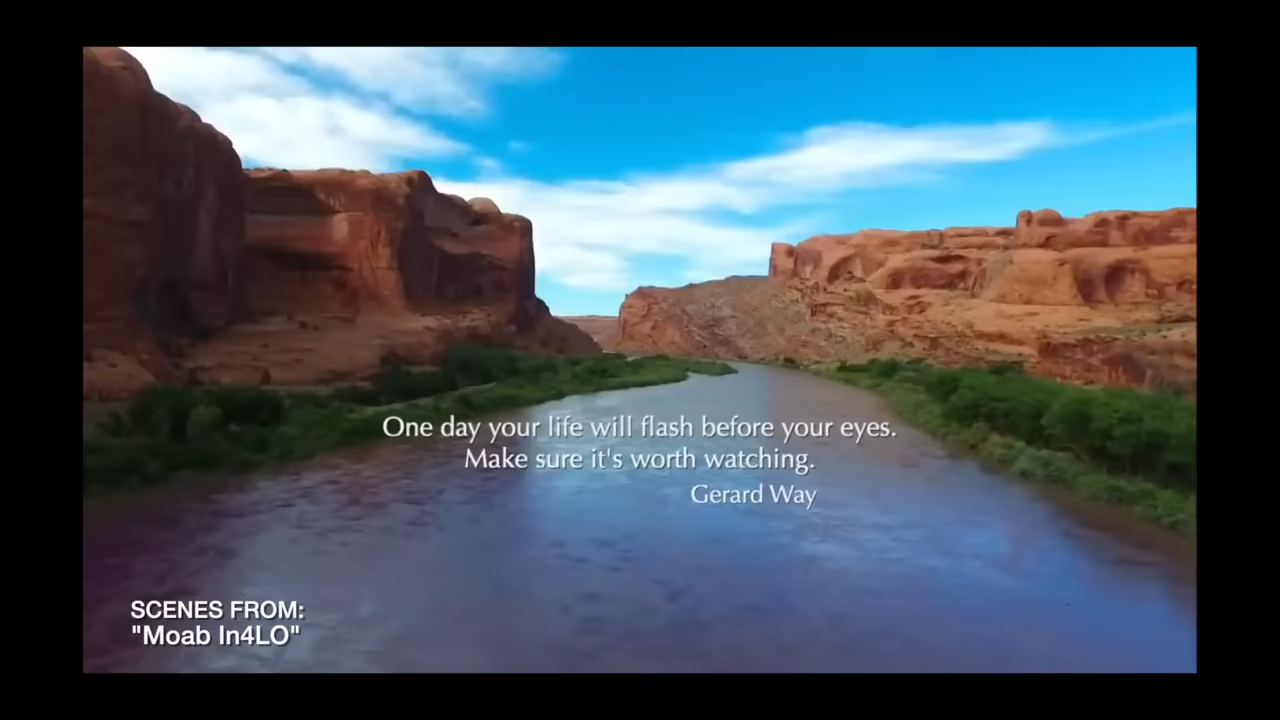 One day your life will flash before your eyes.
Make sure it's worth watching.
Gerard Way
SCENES FROM:
"Moab In4LO"